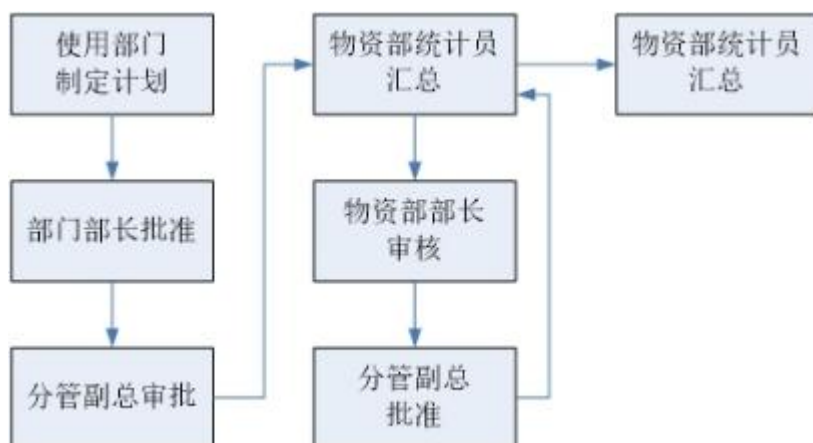 使用部门
制定计划
部门部长批准
分管副总审批
物资部统计员
汇总
物资部部长
审核
分管副总
批准
物资部统计员
汇总